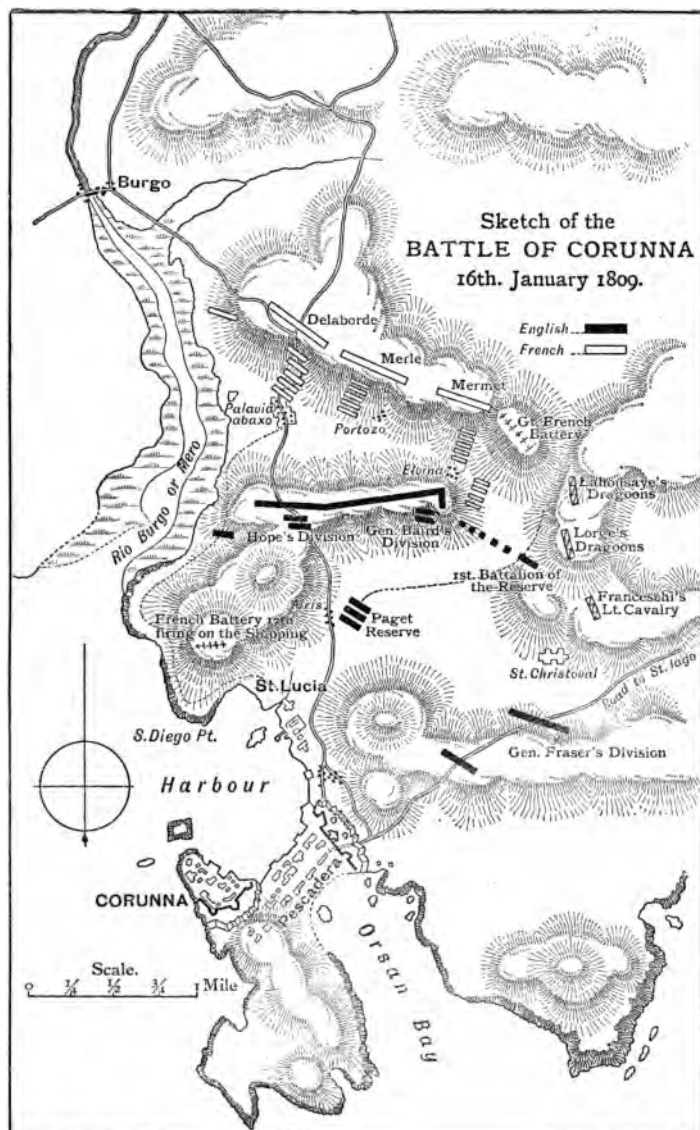 Burgo
Sketch of the
BATTLE OF CORUNNA
16th. January 1809.
English
French
Delaborde
Merle
Mermet
Palavia
abaxo
Portozo
Gt. French
Battery
Elvina
Lahoussaye's
Dragoons
Rio Burgo or Mero
Hope's Division
Gen. Baird's
Division
Lorge's
Dragoons
1st. Battalion of
the Reserve
Franceschi's
Lt. Cavalry
French Battery 17th
firing on the Shipping
Airis
Paget
Reserve
St. Christoval
Road to St. Iago
St. Lucia
S. Diego Pt.
Gen. Fraser's Division
Harbour
CORUNNA
Pescadera
Orsan Bay
Scale.
0 1/4 1/2 3/4 1 Mile